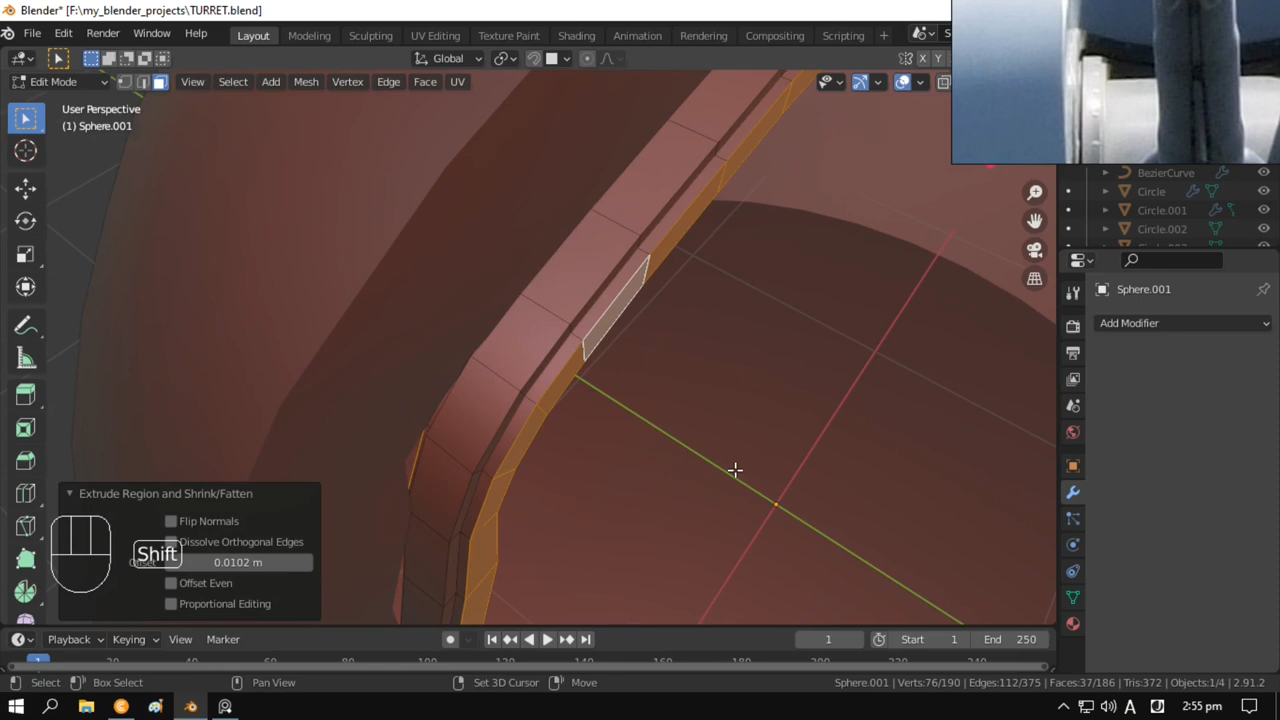 Blender* [F:\my_blender_projects\TURRET.blend]
File Edit Render Window Help Layout Modeling Sculpting UV Editing Texture Paint Shading Animation Rendering Compositing Scripting
Global X Y
Edit Mode View Select Add Mesh Vertex Edge Face UV
User Perspective
(1) Sphere.001
BezierCurve
Circle
Circle.001
Circle.002
Sphere.001
Add Modifier
Extrude Region and Shrink/Fatten
Flip Normals
Dissolve Orthogonal Edges
0.0102 m
Offset Even
Proportional Editing
Shift
Playback Keying View Marker 1 Start 1 End 250
Select Box Select Pan View Set 3D Cursor Move Sphere.001 | Verts:76/190 | Edges:112/375 | Faces:37/186 | Tris:372 | Objects:1/4 | 2.91.2
A 2:55 pm